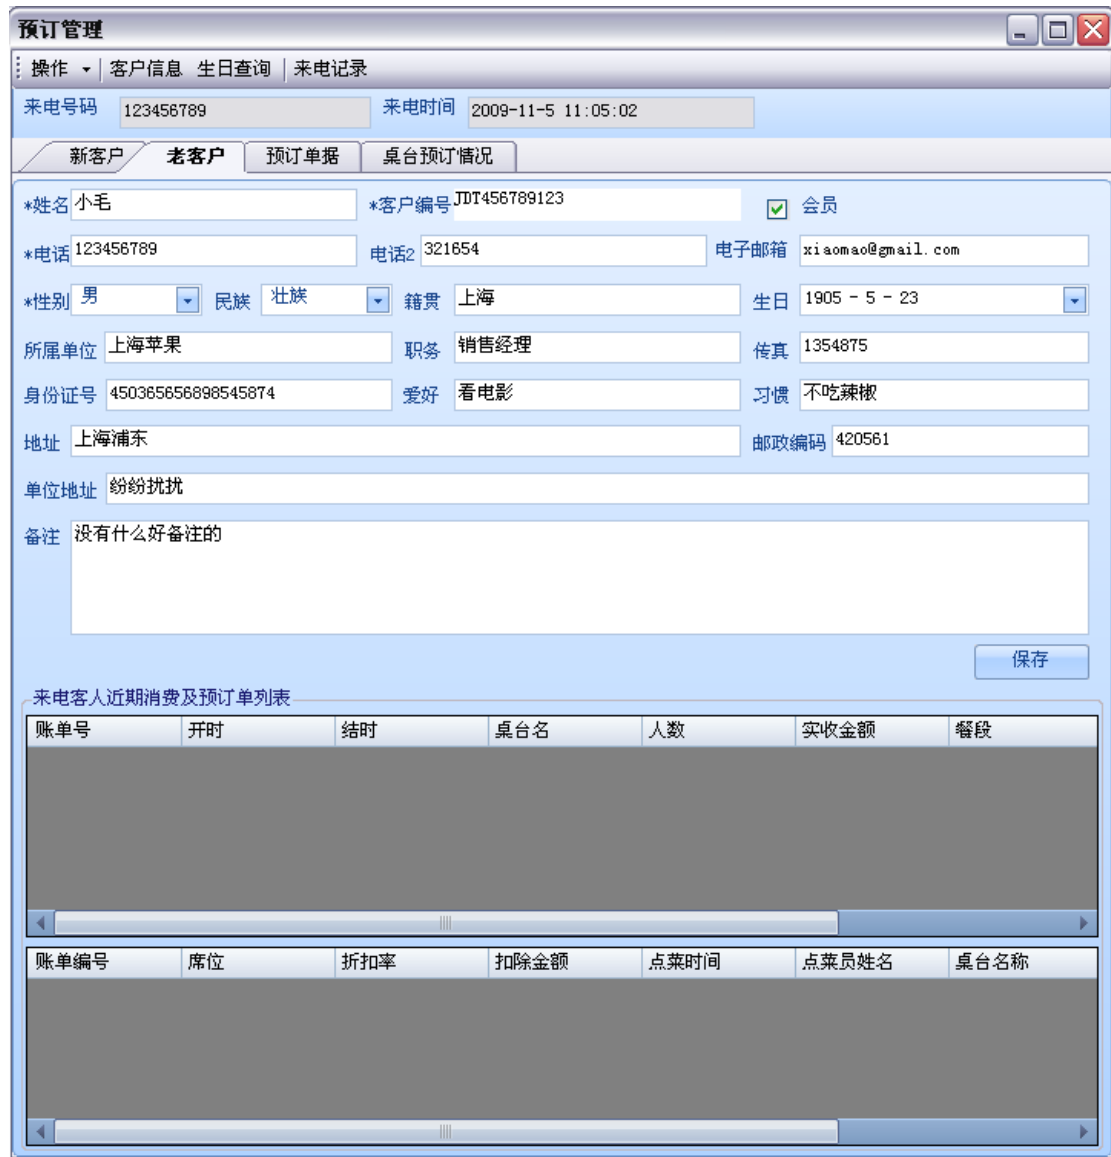 预订管理
操作 客户信息 生日查询 来电记录
来电号码 123456789 来电时间 2009-11-5 11:05:02
新客户 老客户 预订单据 桌台预订情况
*姓名 小毛 *客户编号 JDT456789123 会员
*电话 123456789 电话2 321654 电子邮箱 xiaomao@gmail.com
*性别 男 民族 壮族 籍贯 上海 生日 1905 - 5 - 23
所属单位 上海苹果 职务 销售经理 传真 1354875
身份证号 450365656898545874 爱好 看电影 习惯 不吃辣椒
地址 上海浦东 邮政编码 420561
单位地址 纷纷扰扰
备注 没有什么好备注的
保存
来电客人近期消费及预订单列表
账单号 开时 结时 桌台名 人数 实收金额 餐段
账单编号 席位 折扣率 扣除金额 点菜时间 点菜员姓名 桌台名称